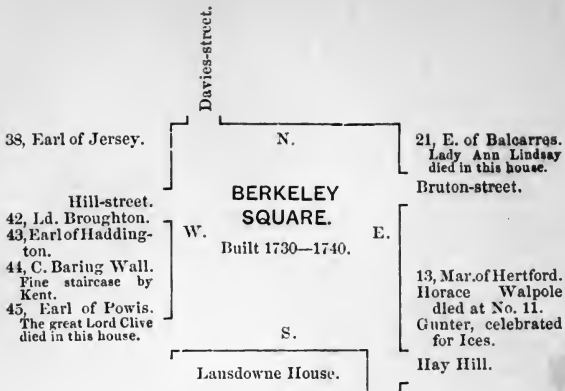 Davies-street.
38, Earl of Jersey.
N.
21, E. of Balcarres.
Lady Ann Lindsay
died in this house.
Bruton-street.
Hill-street.
42, Ld. Broughton.
43, Earl of Hadding-
ton.
44, C. Baring Wall.
Fine staircase by
Kent.
45, Earl of Powis.
The great Lord Clive
died in this house.
W.
BERKELEY
SQUARE.
Built 1730—1740.
E.
13, Mar. of Hertford.
Horace Walpole
died at No. 11.
Gunter, celebrated
for Ices.
S.
Lansdowne House.
Hay Hill.